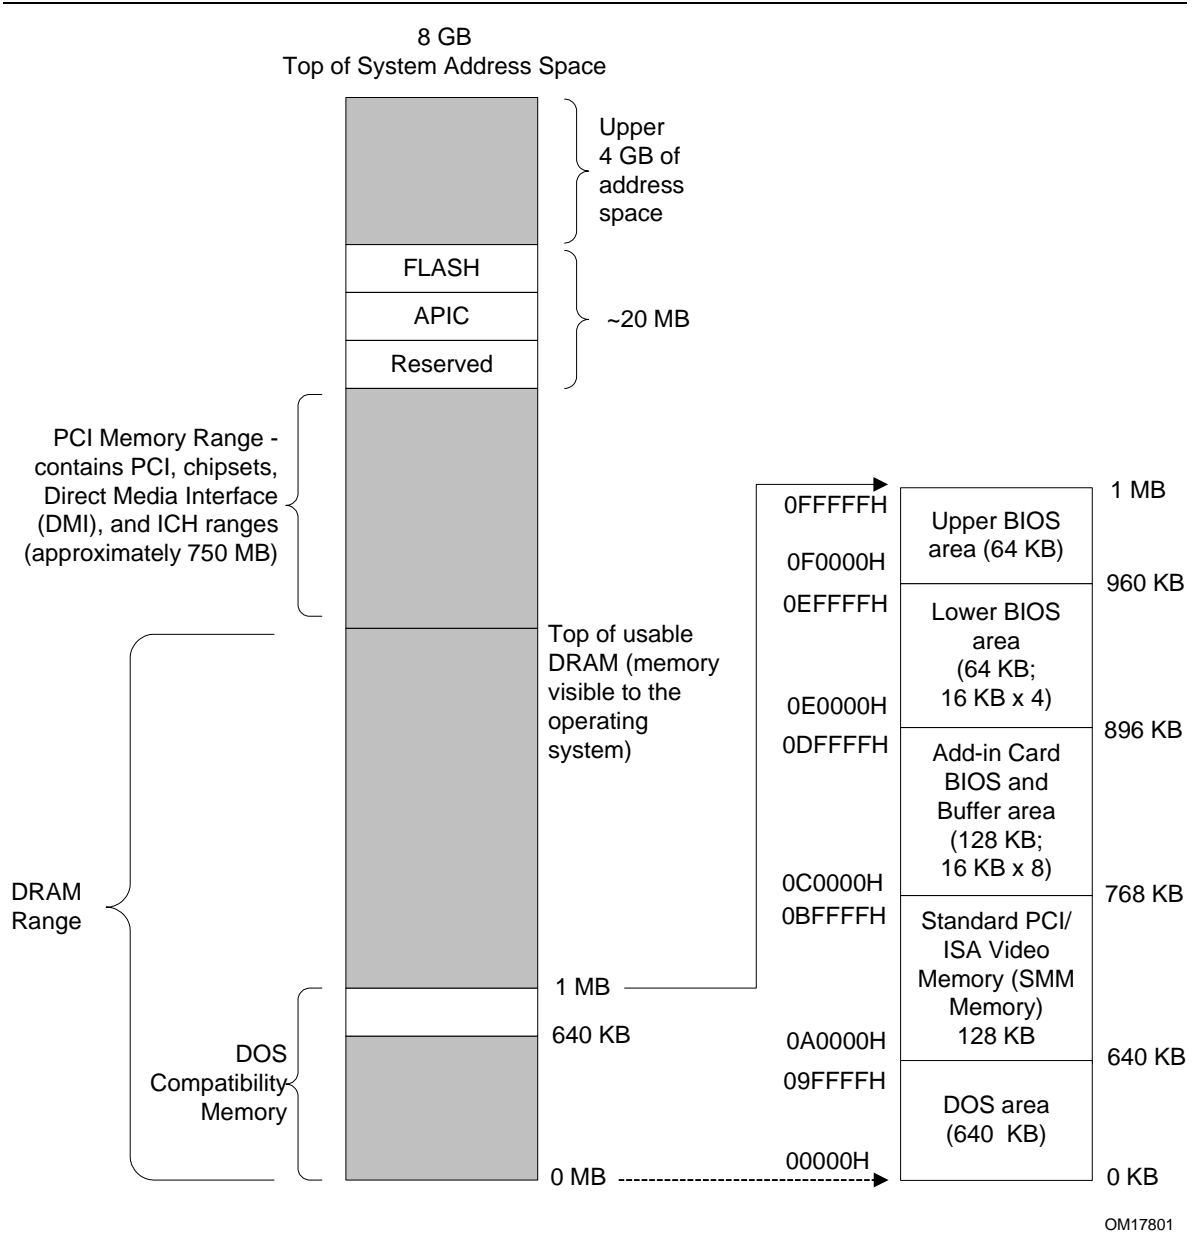 8 GB
Top of System Address Space
Upper
4 GB of
address
space
FLASH
APIC
Reserved
~20 MB
PCI Memory Range -
contains PCI, chipsets,
Direct Media Interface
(DMI), and ICH ranges
(approximately 750 MB)
Top of usable
DRAM (memory
visible to the
operating
system)
DRAM
Range
1 MB
640 KB
DOS
Compatibility
Memory
0 MB
0FFFFFH
0F0000H
0EFFFFH
0E0000H
0DFFFFH
0C0000H
0BFFFFH
0A0000H
09FFFFH
00000H
Upper BIOS
area (64 KB)
Lower BIOS
area
(64 KB;
16 KB x 4)
Add-in Card
BIOS and
Buffer area
(128 KB;
16 KB x 8)
Standard PCI/
ISA Video
Memory (SMM
Memory)
128 KB
DOS area
(640 KB)
1 MB
960 KB
896 KB
768 KB
640 KB
0 KB
OM17801